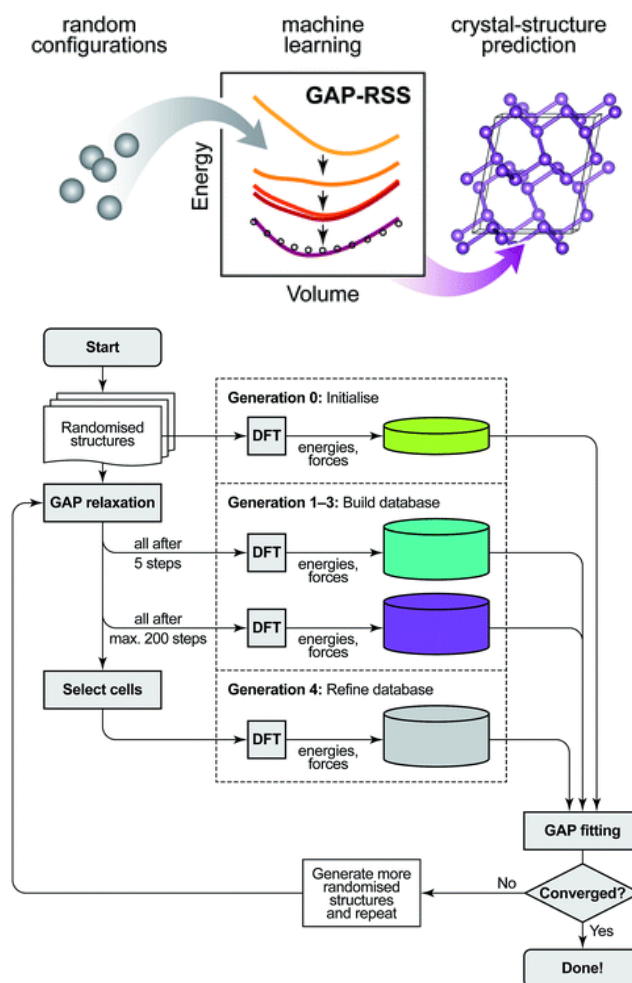 random
configurations
machine
learning
crystal-structure
prediction
GAP-RSS
Energy
Volume
Start
Randomised
structures
Generation 0: Initialise
DFT
energies,
forces
GAP relaxation
Generation 1–3: Build database
all after
5 steps
DFT
energies,
forces
all after
max. 200 steps
DFT
energies,
forces
Select cells
Generation 4: Refine database
DFT
energies,
forces
GAP fitting
Generate more
randomised
structures
and repeat
No
Converged?
Yes
Done!